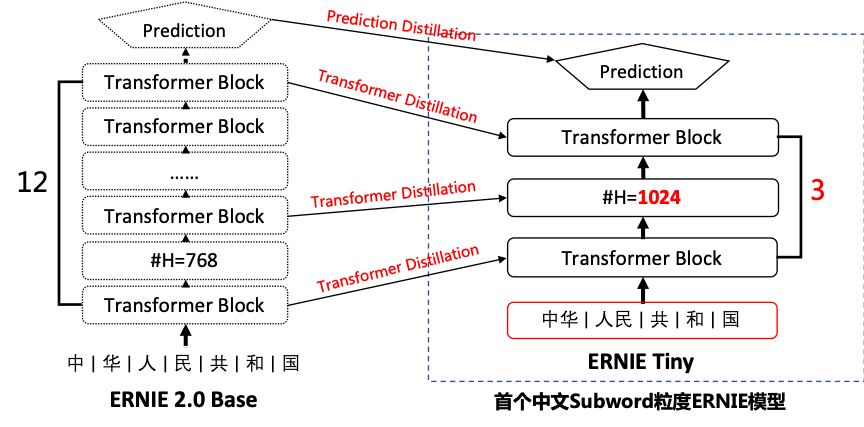 Prediction
Transformer Block
Transformer Block
......
Transformer Block
#H=768
Transformer Block
12
中 | 华 | 人 | 民 | 共 | 和 | 国
ERNIE 2.0 Base
Prediction Distillation
Transformer Distillation
Transformer Distillation
Transformer Distillation
Prediction
Transformer Block
#H=1024
Transformer Block
3
中华 | 人民 | 共 | 和 | 国
ERNIE Tiny
首个中文Subword粒度ERNIE模型